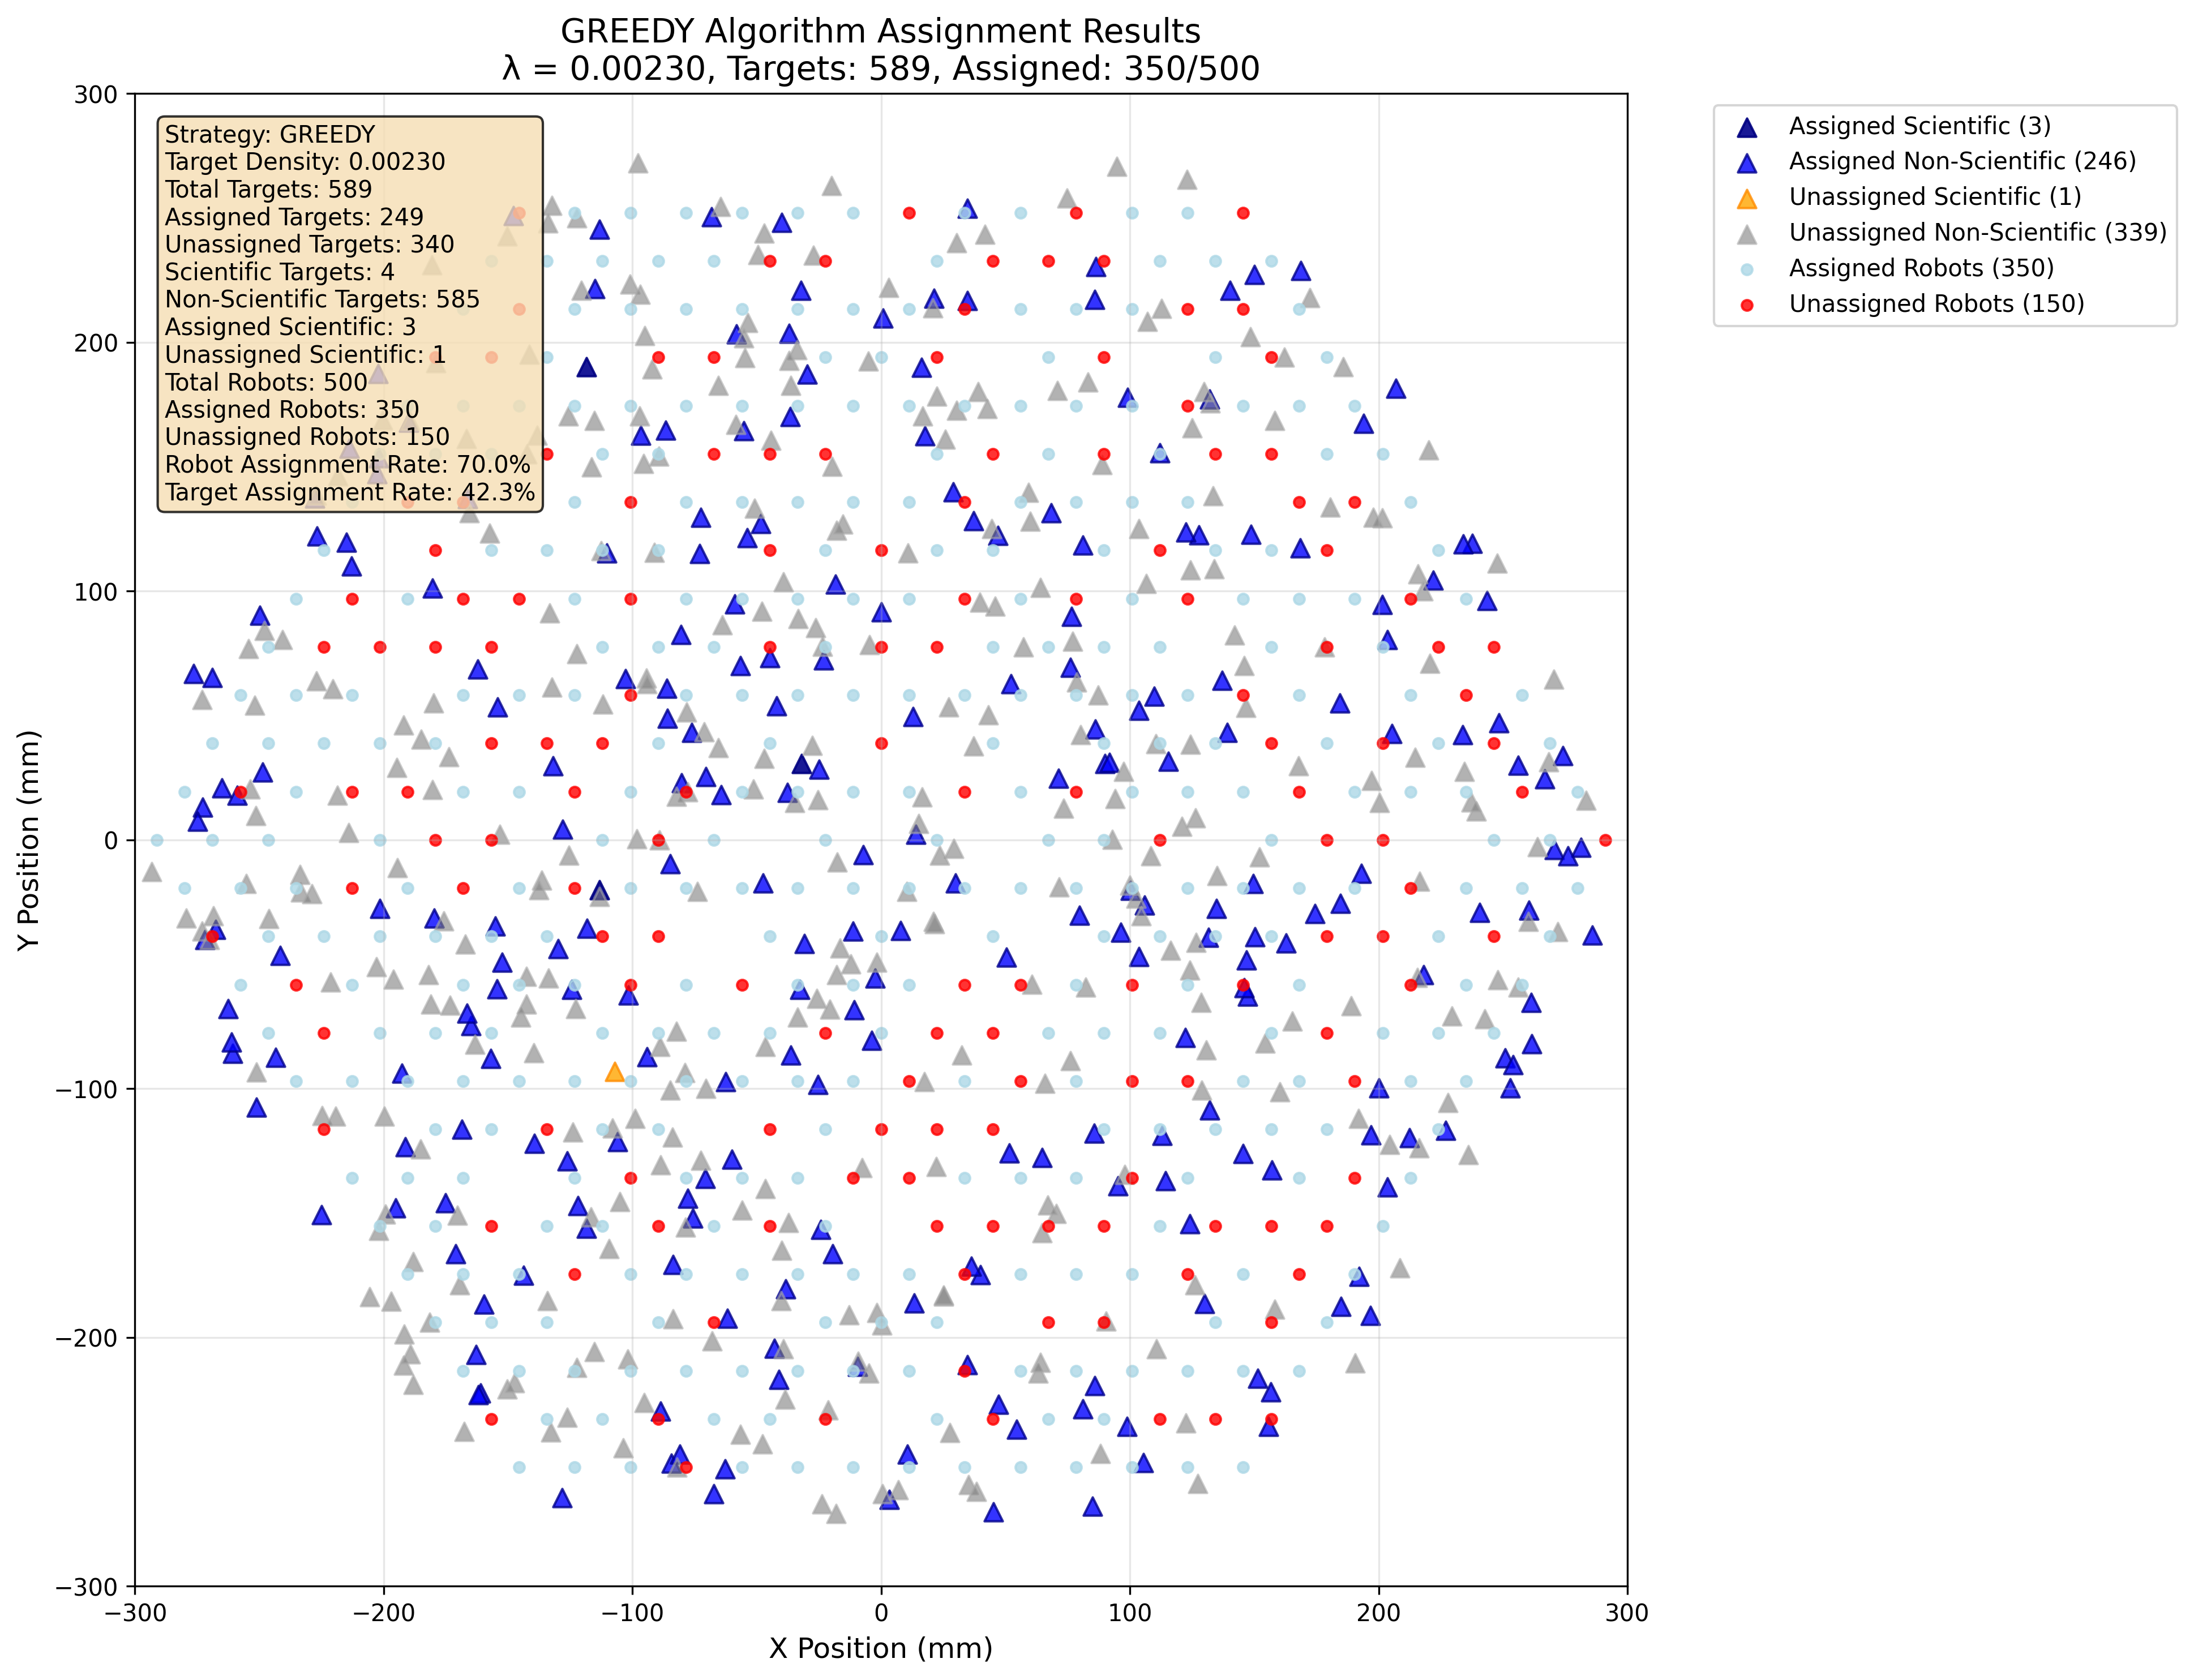 GREEDY Algorithm Assignment Results
λ = 0.00230, Targets: 589, Assigned: 350/500
Strategy: GREEDY
Target Density: 0.00230
Total Targets: 589
Assigned Targets: 249
Unassigned Targets: 340
Scientific Targets: 4
Non-Scientific Targets: 585
Assigned Scientific: 3
Unassigned Scientific: 1
Total Robots: 500
Assigned Robots: 350
Unassigned Robots: 150
Robot Assignment Rate: 70.0%
Target Assignment Rate: 42.3%
Assigned Scientific (3)
Assigned Non-Scientific (246)
Unassigned Scientific (1)
Unassigned Non-Scientific (339)
Assigned Robots (350)
Unassigned Robots (150)
Y Position (mm)
300
200
100
0
−100
−200
−300
−300
−200
−100
0
100
200
300
X Position (mm)